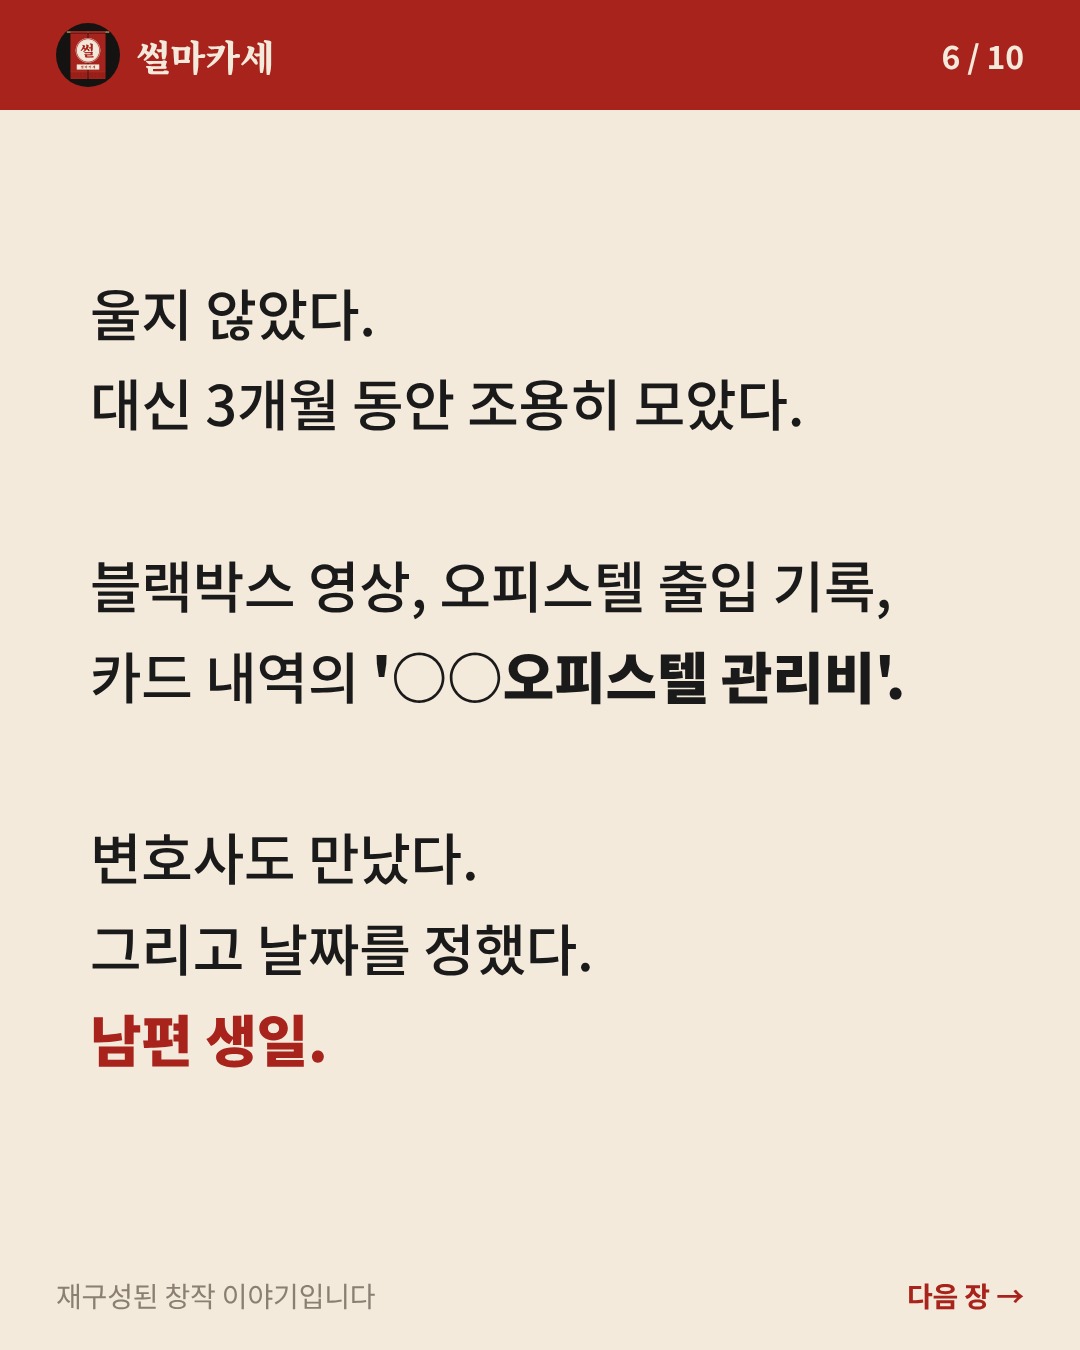 썰
썰마카세
6 / 10
울지 않았다.
대신 3개월 동안 조용히 모았다.
블랙박스 영상, 오피스텔 출입 기록,
카드 내역의 '○○오피스텔 관리비'.
변호사도 만났다.
그리고 날짜를 정했다.
남편 생일.
재구성된 창작 이야기입니다
다음 장 →